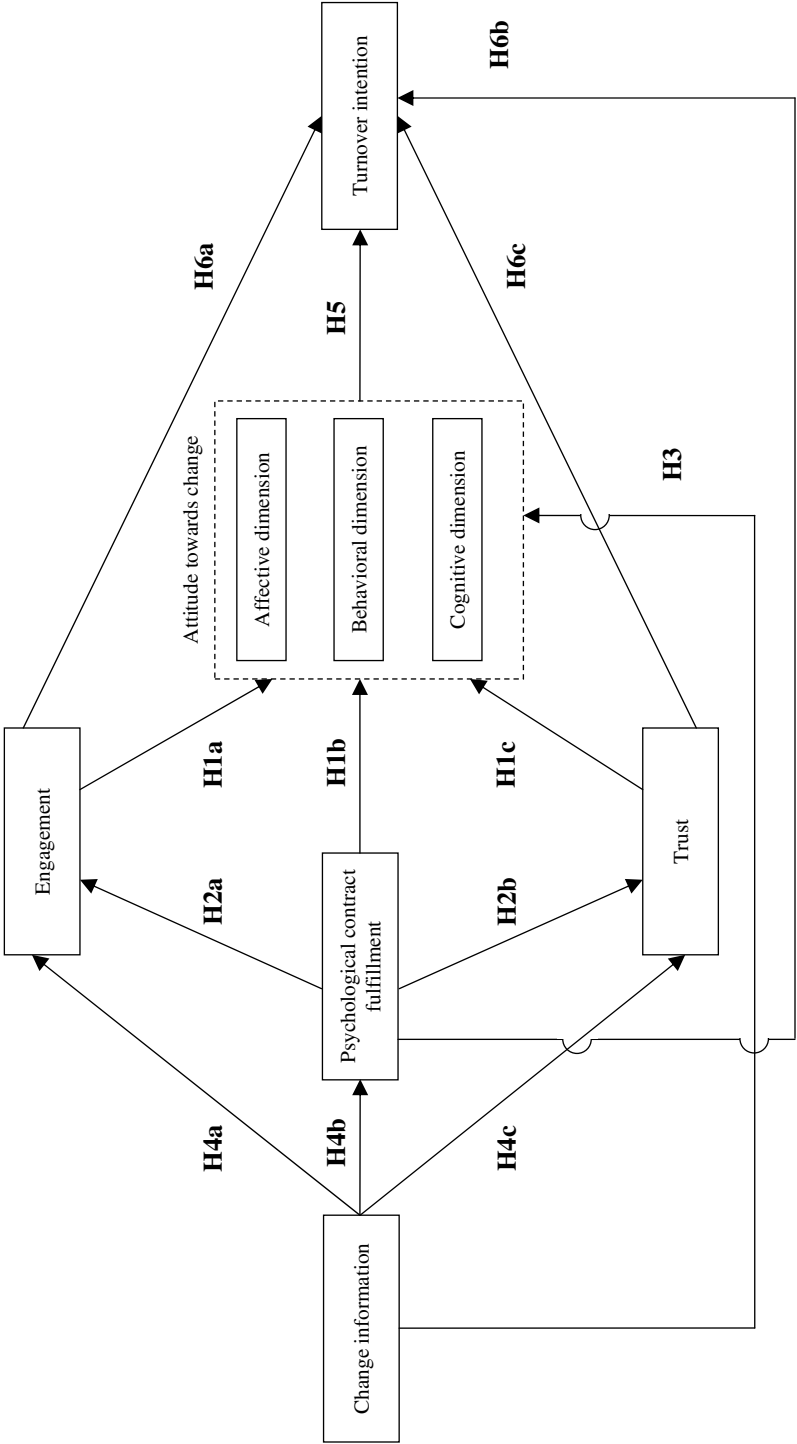 Change information
H4a
H4b
H4c
Engagement
Psychological contract
fulfillment
Trust
H2a
H2b
H1a
H1b
H1c
Attitude towards change
Affective dimension
Behavioral dimension
Cognitive dimension
H3
H6a
H5
H6c
H6b
Turnover intention